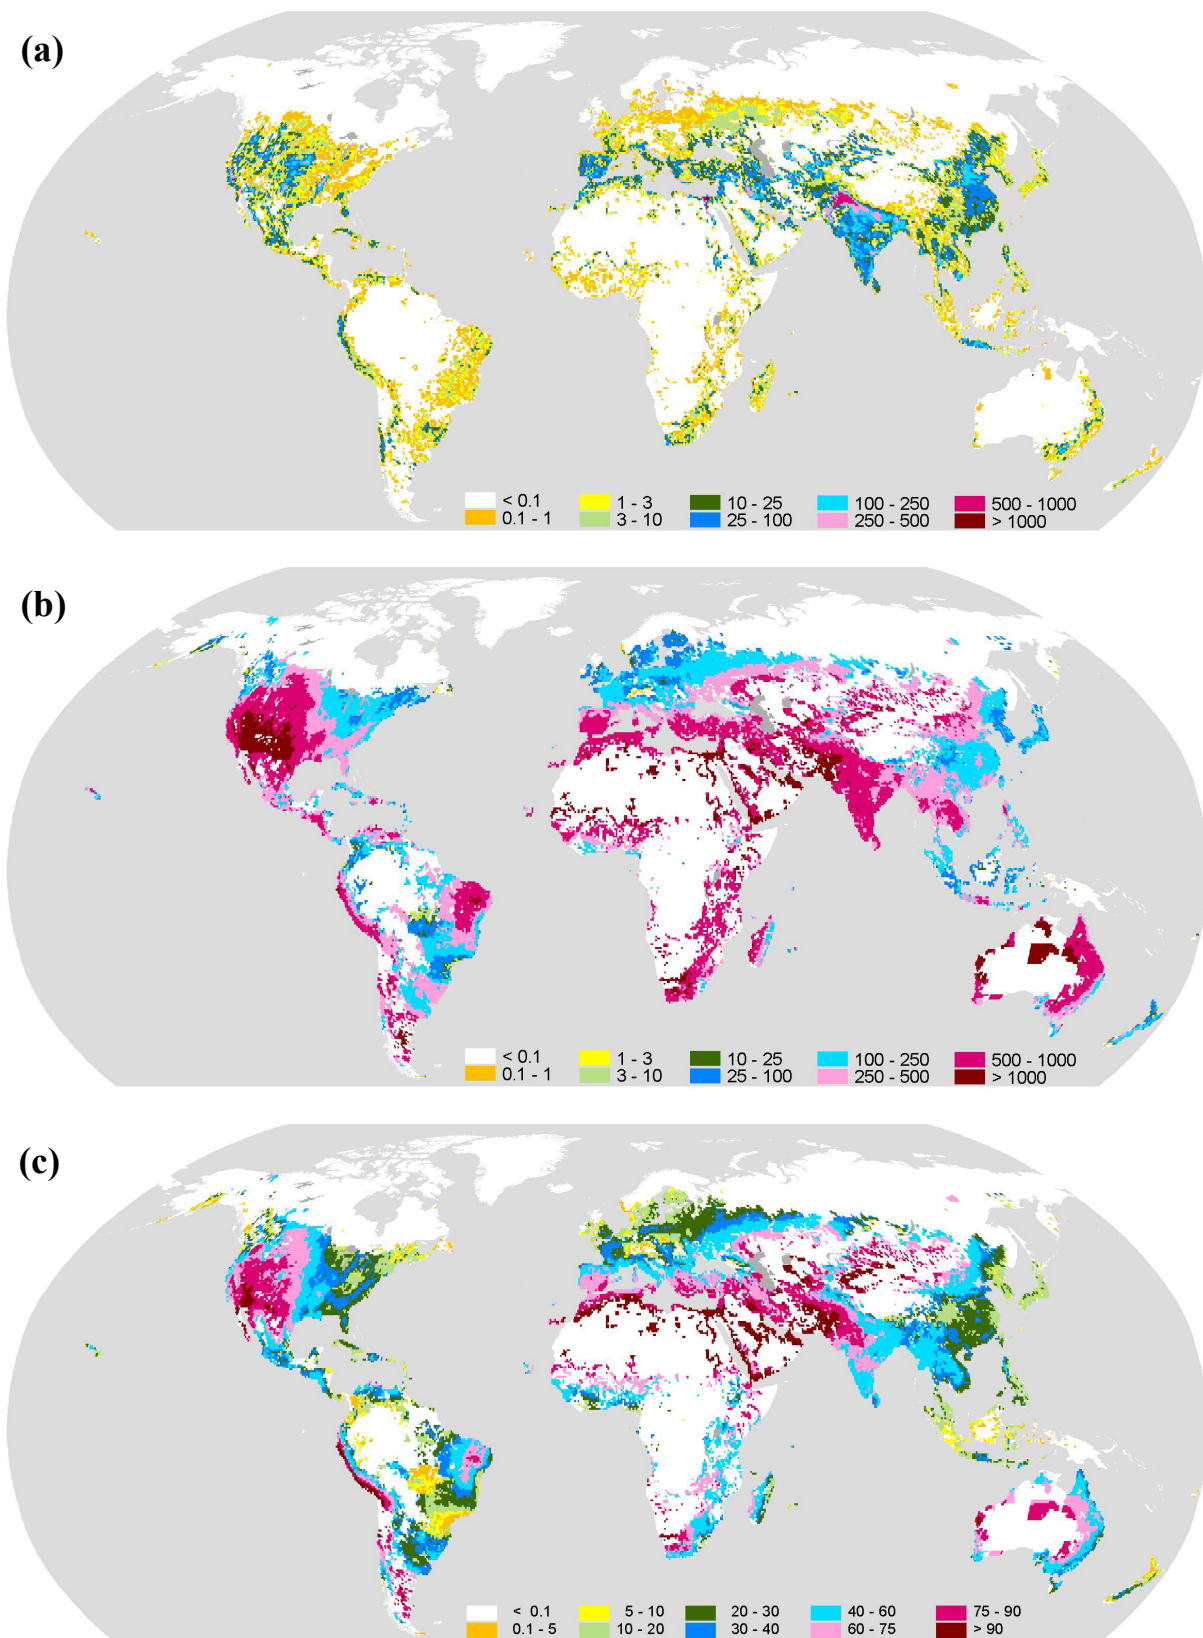 (a)
< 0.1 1 - 3 10 - 25 100 - 250 500 - 1000
0.1 - 1 3 - 10 25 - 100 250 - 500 > 1000
(b)
< 0.1 1 - 3 10 - 25 100 - 250 500 - 1000
0.1 - 1 3 - 10 25 - 100 250 - 500 > 1000
(c)
< 0.1 5 - 10 20 - 30 40 - 60 75 - 90
0.1 - 5 10 - 20 30 - 40 60 - 75 > 90